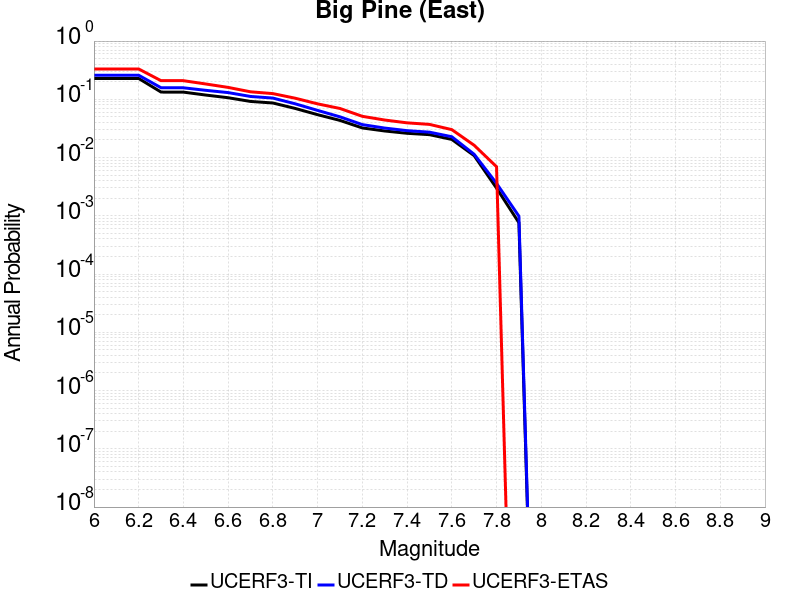 Big Pine (East)
10^0
10^-1
10^-2
10^-3
10^-4
10^-5
10^-6
10^-7
10^-8
Annual Probability
6 6.2 6.4 6.6 6.8 7 7.2 7.4 7.6 7.8 8 8.2 8.4 8.6 8.8 9
Magnitude
UCERF3-TI UCERF3-TD UCERF3-ETAS